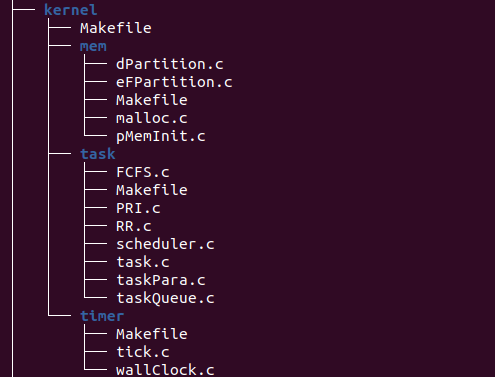 kernel
Makefile
mem
dPartition.c
eFPartition.c
Makefile
malloc.c
pMemInit.c
task
FCFS.c
Makefile
PRI.c
RR.c
scheduler.c
task.c
taskPara.c
taskQueue.c
timer
Makefile
tick.c
wallClock.c